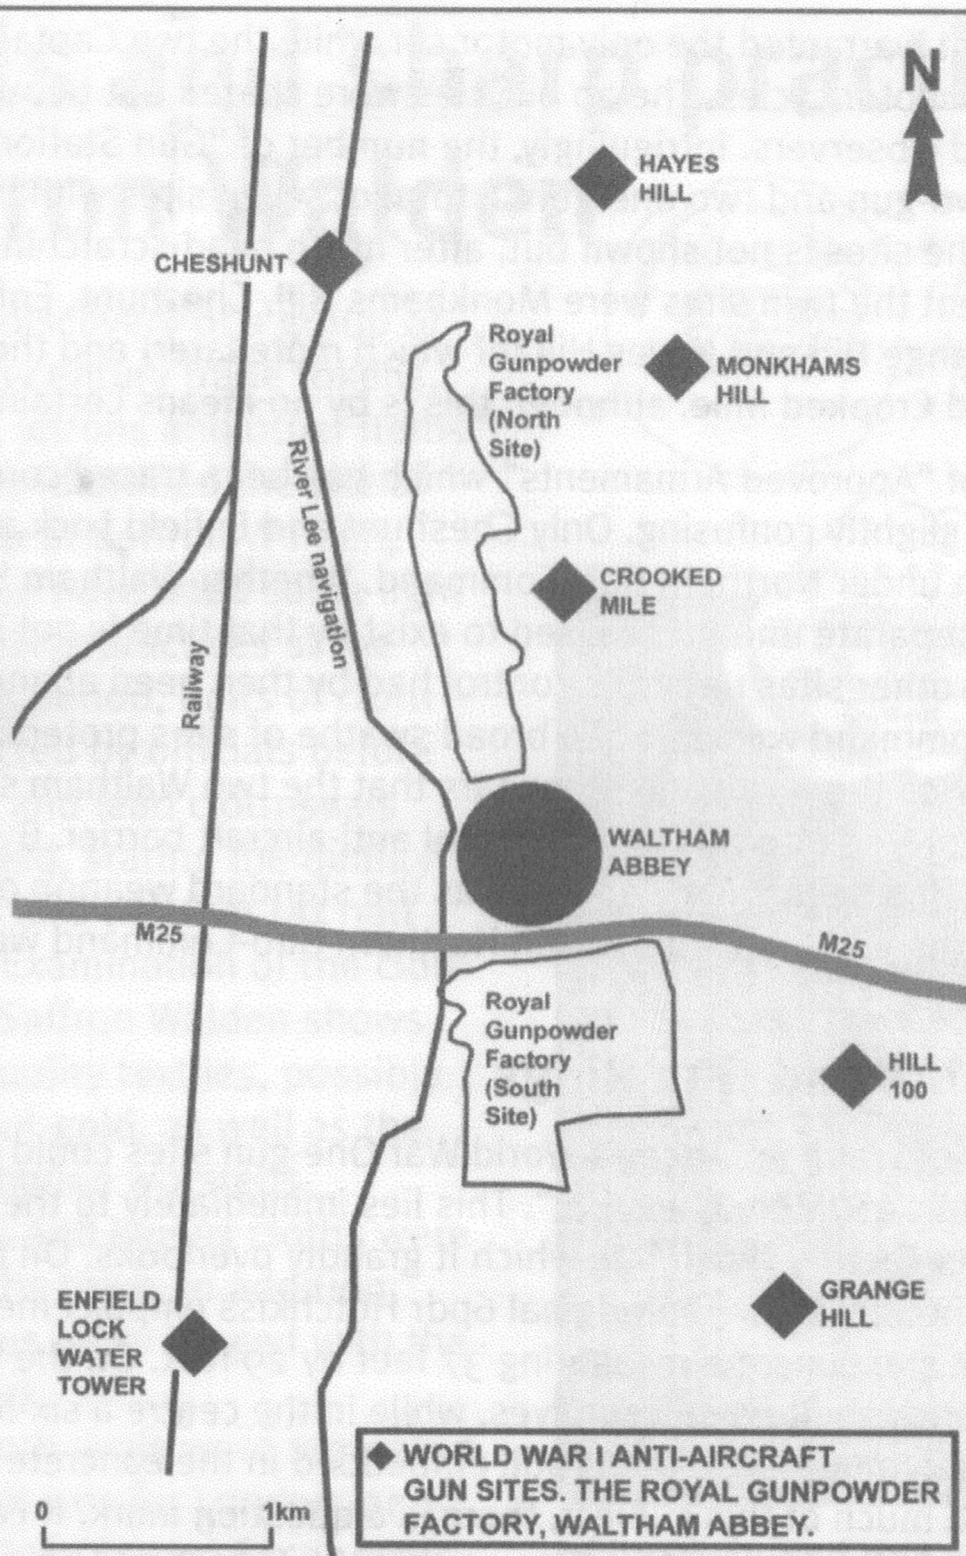 N
HAYES
HILL
CHESHUNT
Royal
Gunpowder
Factory
(North
Site)
MONKHAMS
HILL
River Lee navigation
CROOKED
MILE
Railway
WALTHAM
ABBEY
M25
M25
Royal
Gunpowder
Factory
(South
Site)
HILL
100
GRANGE
HILL
ENFIELD
LOCK
WATER
TOWER
WORLD WAR I ANTI-AIRCRAFT
GUN SITES. THE ROYAL GUNPOWDER
FACTORY, WALTHAM ABBEY.
0 1km